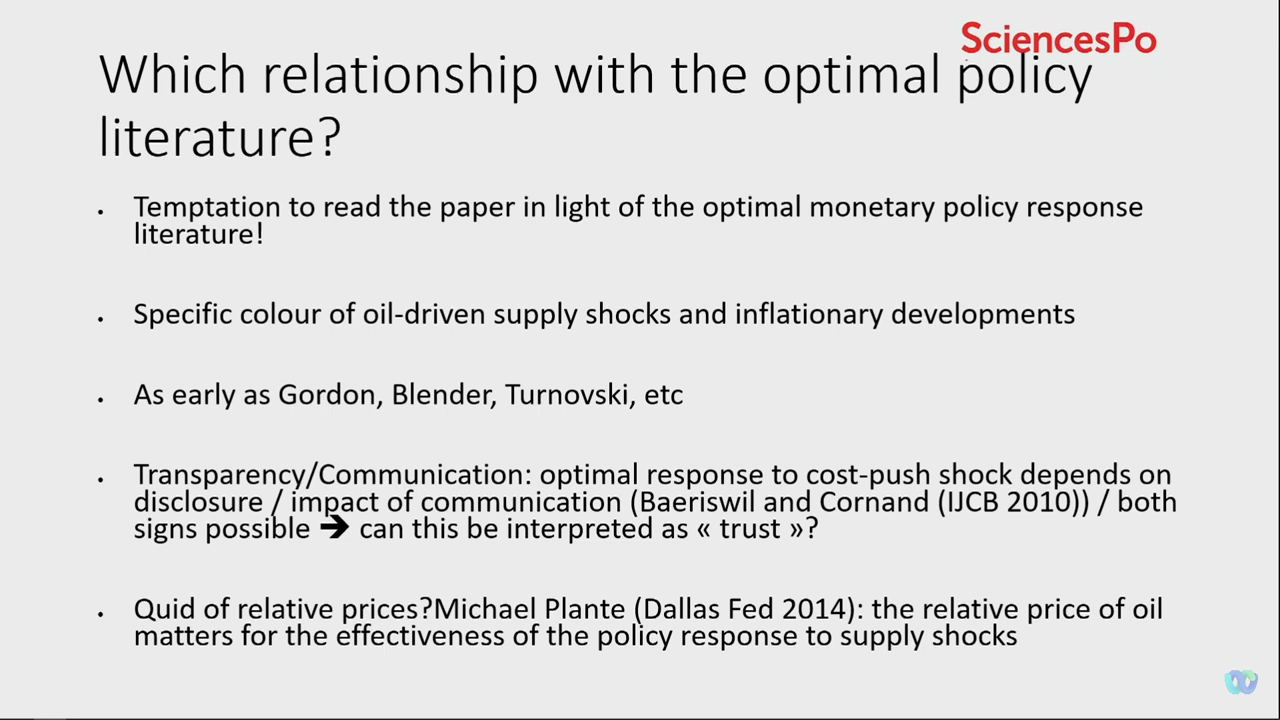 SciencesPo
Which relationship with the optimal policy
literature?
• Temptation to read the paper in light of the optimal monetary policy response
literature!
• Specific colour of oil-driven supply shocks and inflationary developments
• As early as Gordon, Blender, Turnovski, etc
• Transparency/Communication: optimal response to cost-push shock depends on
disclosure / impact of communication (Baeriswil and Cornand (IJCB 2010)) / both
signs possible ➔ can this be interpreted as « trust »?
• Quid of relative prices?Michael Plante (Dallas Fed 2014): the relative price of oil
matters for the effectiveness of the policy response to supply shocks